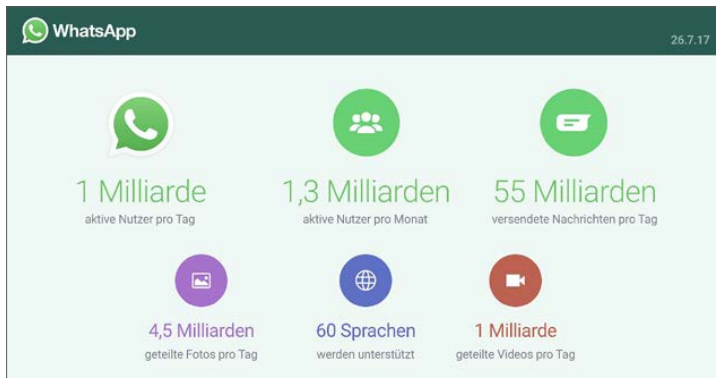 WhatsApp
26.7.17
1 Milliarde
aktive Nutzer pro Tag
1,3 Milliarden
aktive Nutzer pro Monat
55 Milliarden
versendete Nachrichten pro Tag
4,5 Milliarden
geteilte Fotos pro Tag
60 Sprachen
werden unterstützt
1 Milliarde
geteilte Videos pro Tag